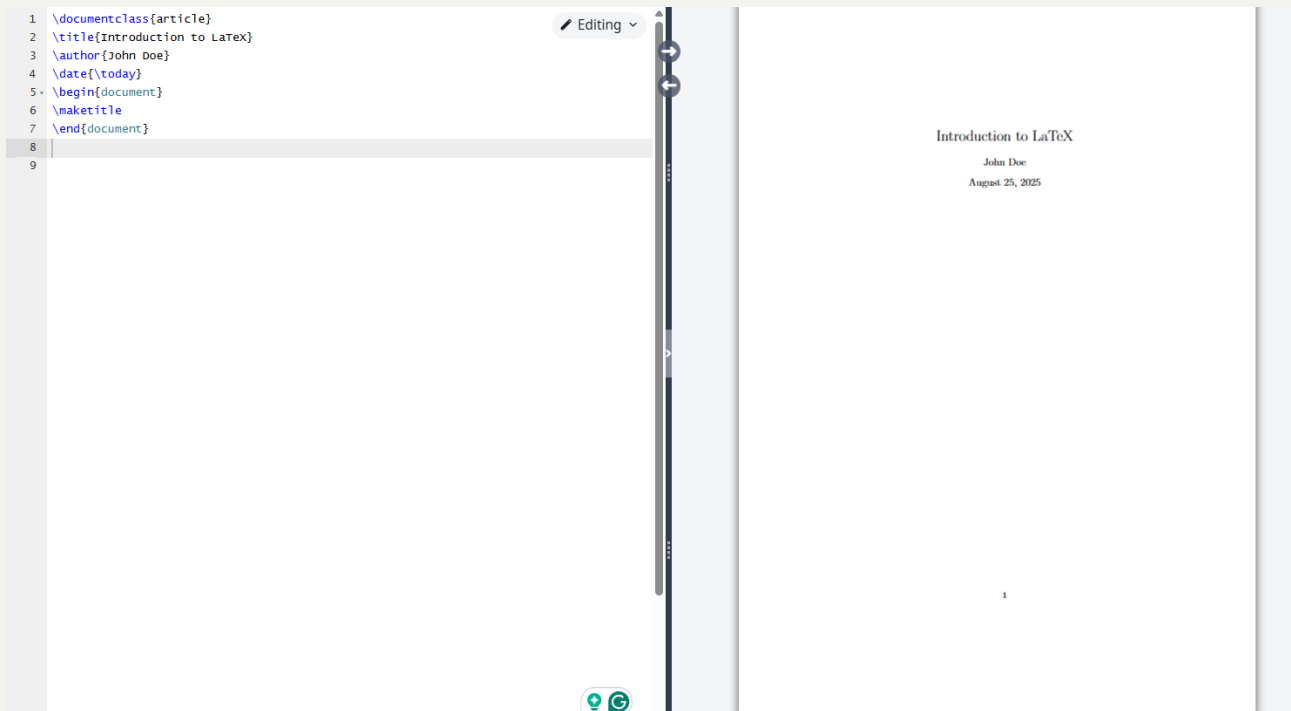 1 \documentclass{article}
2 \title{Introduction to LaTeX}
3 \author{John Doe}
4 \date{\today}
5 \begin{document}
6 \maketitle
7 \end{document}
8
9
Editing
Introduction to LaTeX
John Doe
August 25, 2025
1